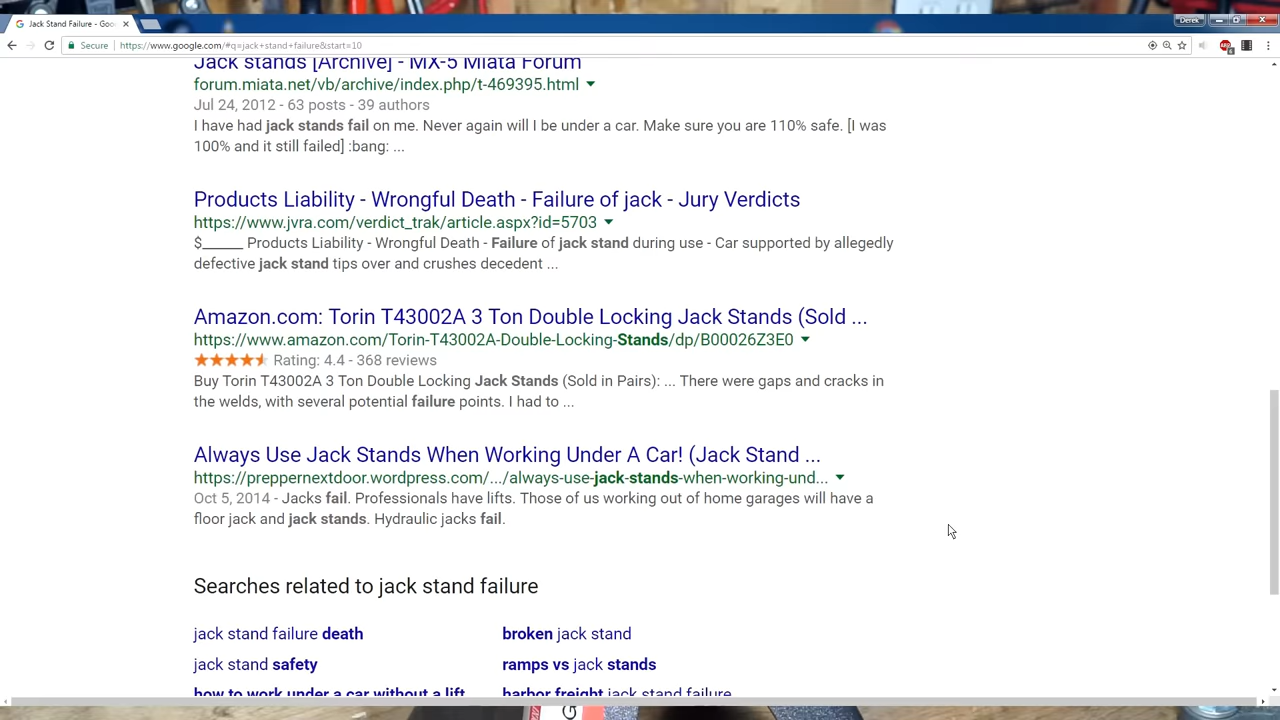 Jack Stand Failure - Goo
Derek
Secure
https://www.google.com/#q=jack+stand+failure&start=10
Jack stands [Archive] - MX-5 Miata Forum
forum.miata.net/vb/archive/index.php/t-469395.html
Jul 24, 2012 - 63 posts - 39 authors
I have had jack stands fail on me. Never again will I be under a car. Make sure you are 110% safe. [I was
100% and it still failed] :bang: ...
Products Liability - Wrongful Death - Failure of jack - Jury Verdicts
https://www.jvra.com/verdict_trak/article.aspx?id=5703
$______ Products Liability - Wrongful Death - Failure of jack stand during use - Car supported by allegedly
defective jack stand tips over and crushes decedent ...
Amazon.com: Torin T43002A 3 Ton Double Locking Jack Stands (Sold ...
https://www.amazon.com/Torin-T43002A-Double-Locking-Stands/dp/B00026Z3E0
Rating: 4.4 - 368 reviews
Buy Torin T43002A 3 Ton Double Locking Jack Stands (Sold in Pairs): ... There were gaps and cracks in
the welds, with several potential failure points. I had to ...
Always Use Jack Stands When Working Under A Car! (Jack Stand ...
https://preppernextdoor.wordpress.com/.../always-use-jack-stands-when-working-und...
Oct 5, 2014 - Jacks fail. Professionals have lifts. Those of us working out of home garages will have a
floor jack and jack stands. Hydraulic jacks fail.
Searches related to jack stand failure
jack stand failure death
broken jack stand
jack stand safety
ramps vs jack stands
how to work under a car without a lift
harbor freight jack stand failure